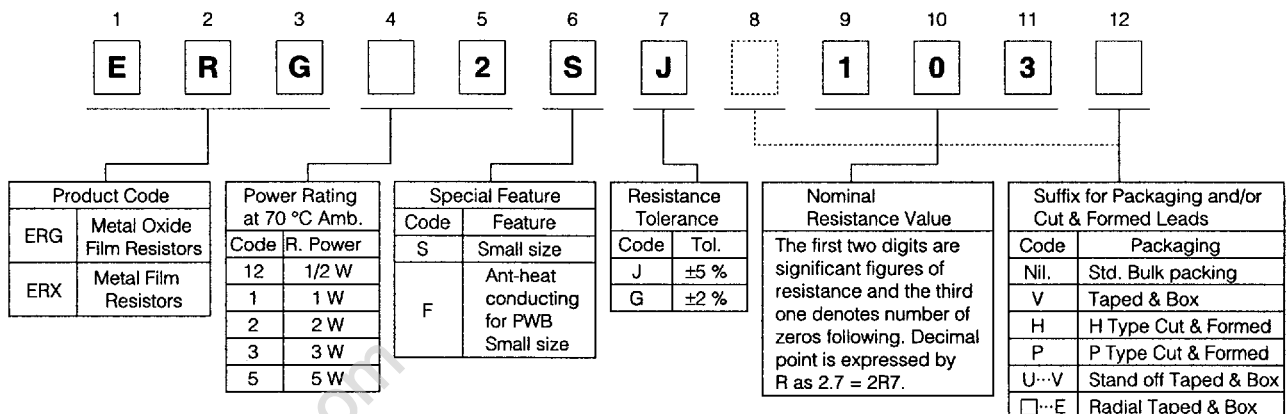 1 2 3 4 5 6 7 8 9 10 11 12
E R G 2 S J 1 0 3
Product Code
ERG Metal Oxide Film Resistors
ERX Metal Film Resistors
Power Rating
at 70 °C Amb.
Code R. Power
12 1/2 W
1 1 W
2 2 W
3 3 W
5 5 W
Special Feature
Code Feature
S Small size
F Ant-heat
conducting
for PWB
Small size
Resistance
Tolerance
Code Tol.
J ±5 %
G ±2 %
Nominal
Resistance Value
The first two digits are
significant figures of
resistance and the third
one denotes number of
zeros following. Decimal
point is expressed by
R as 2.7 = 2R7.
Suffix for Packaging and/or
Cut & Formed Leads
Code Packaging
Nil. Std. Bulk packing
V Taped & Box
H H Type Cut & Formed
P P Type Cut & Formed
U···V Stand off Taped & Box
□···E Radial Taped & Box
com